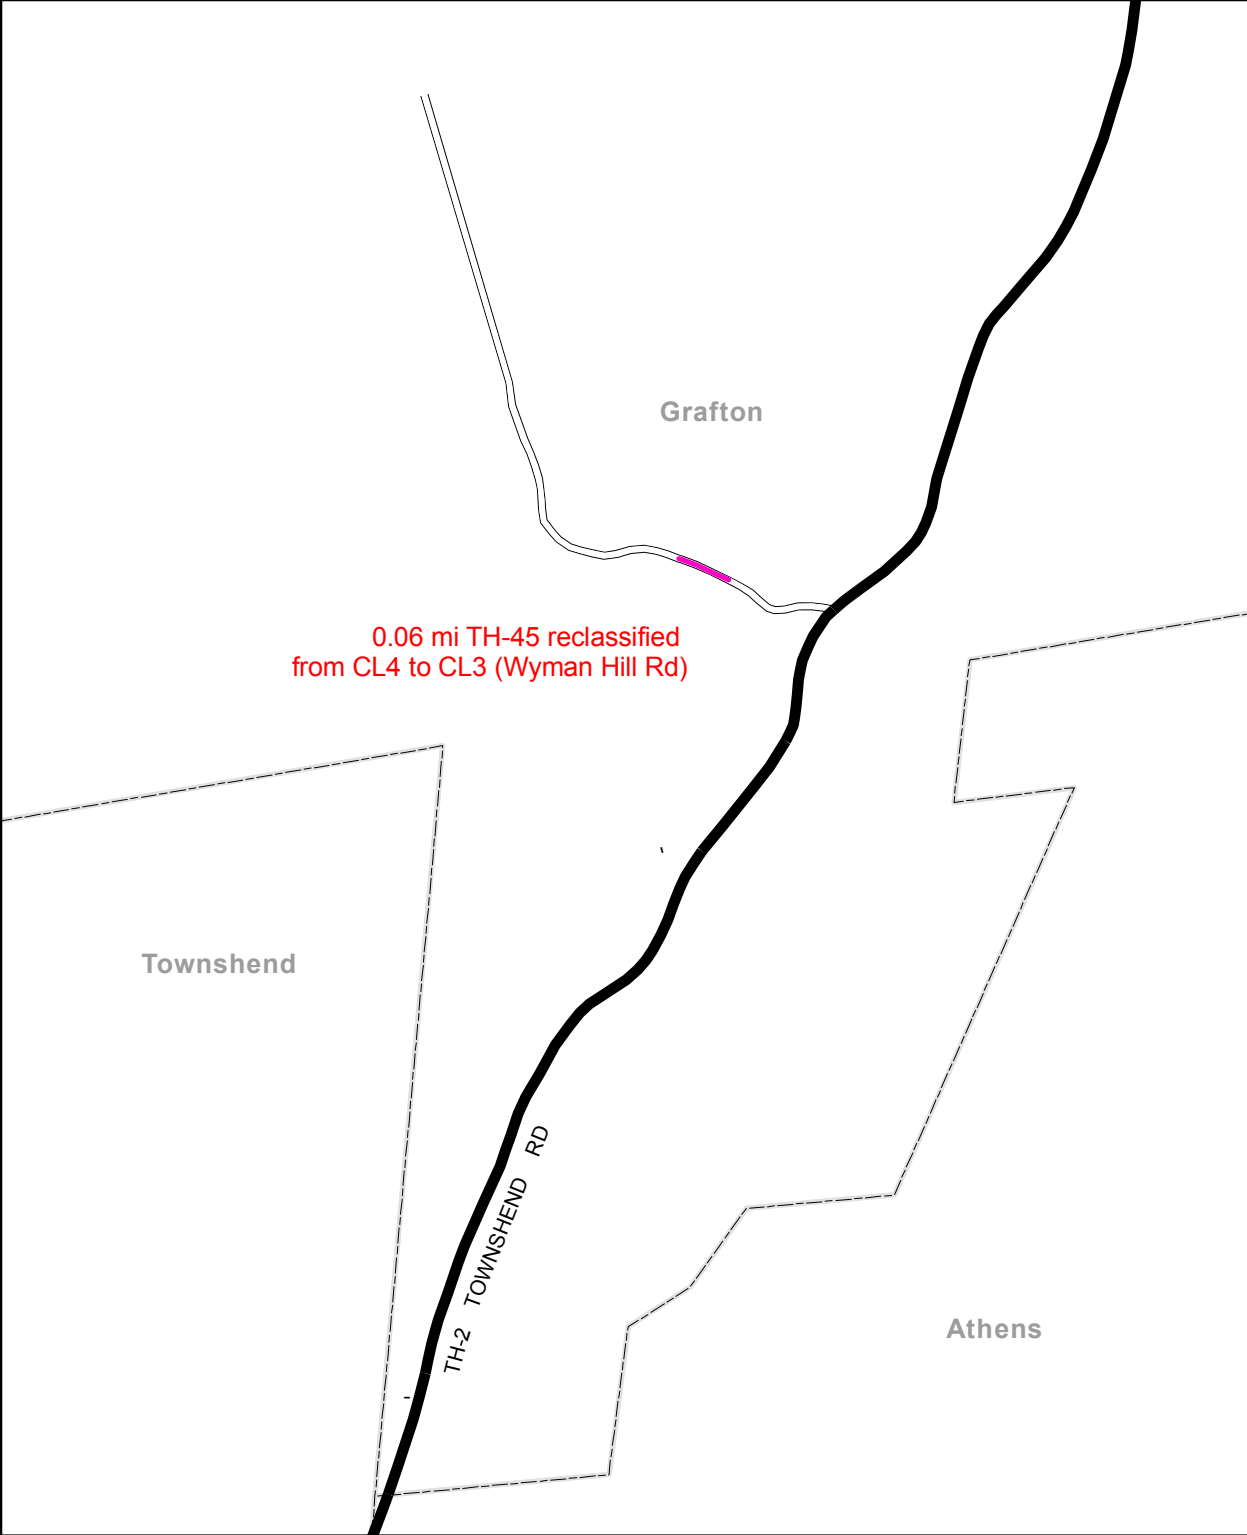 Grafton
0.06 mi TH-45 reclassified
from CL4 to CL3 (Wyman Hill Rd)
Townshend
TH-2 TOWNSHEND RD
Athens